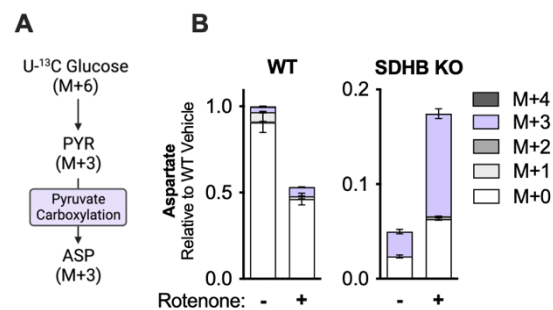 A
U-¹³C Glucose
(M+6)
PYR
(M+3)
Pyruvate
Carboxylation
ASP
(M+3)
B
WT
SDHB KO
Aspartate
Relative to WT Vehicle
1.0
0.5
0.0
0.2
0.1
0.0
Rotenone: - + - +
M+4
M+3
M+2
M+1
M+0